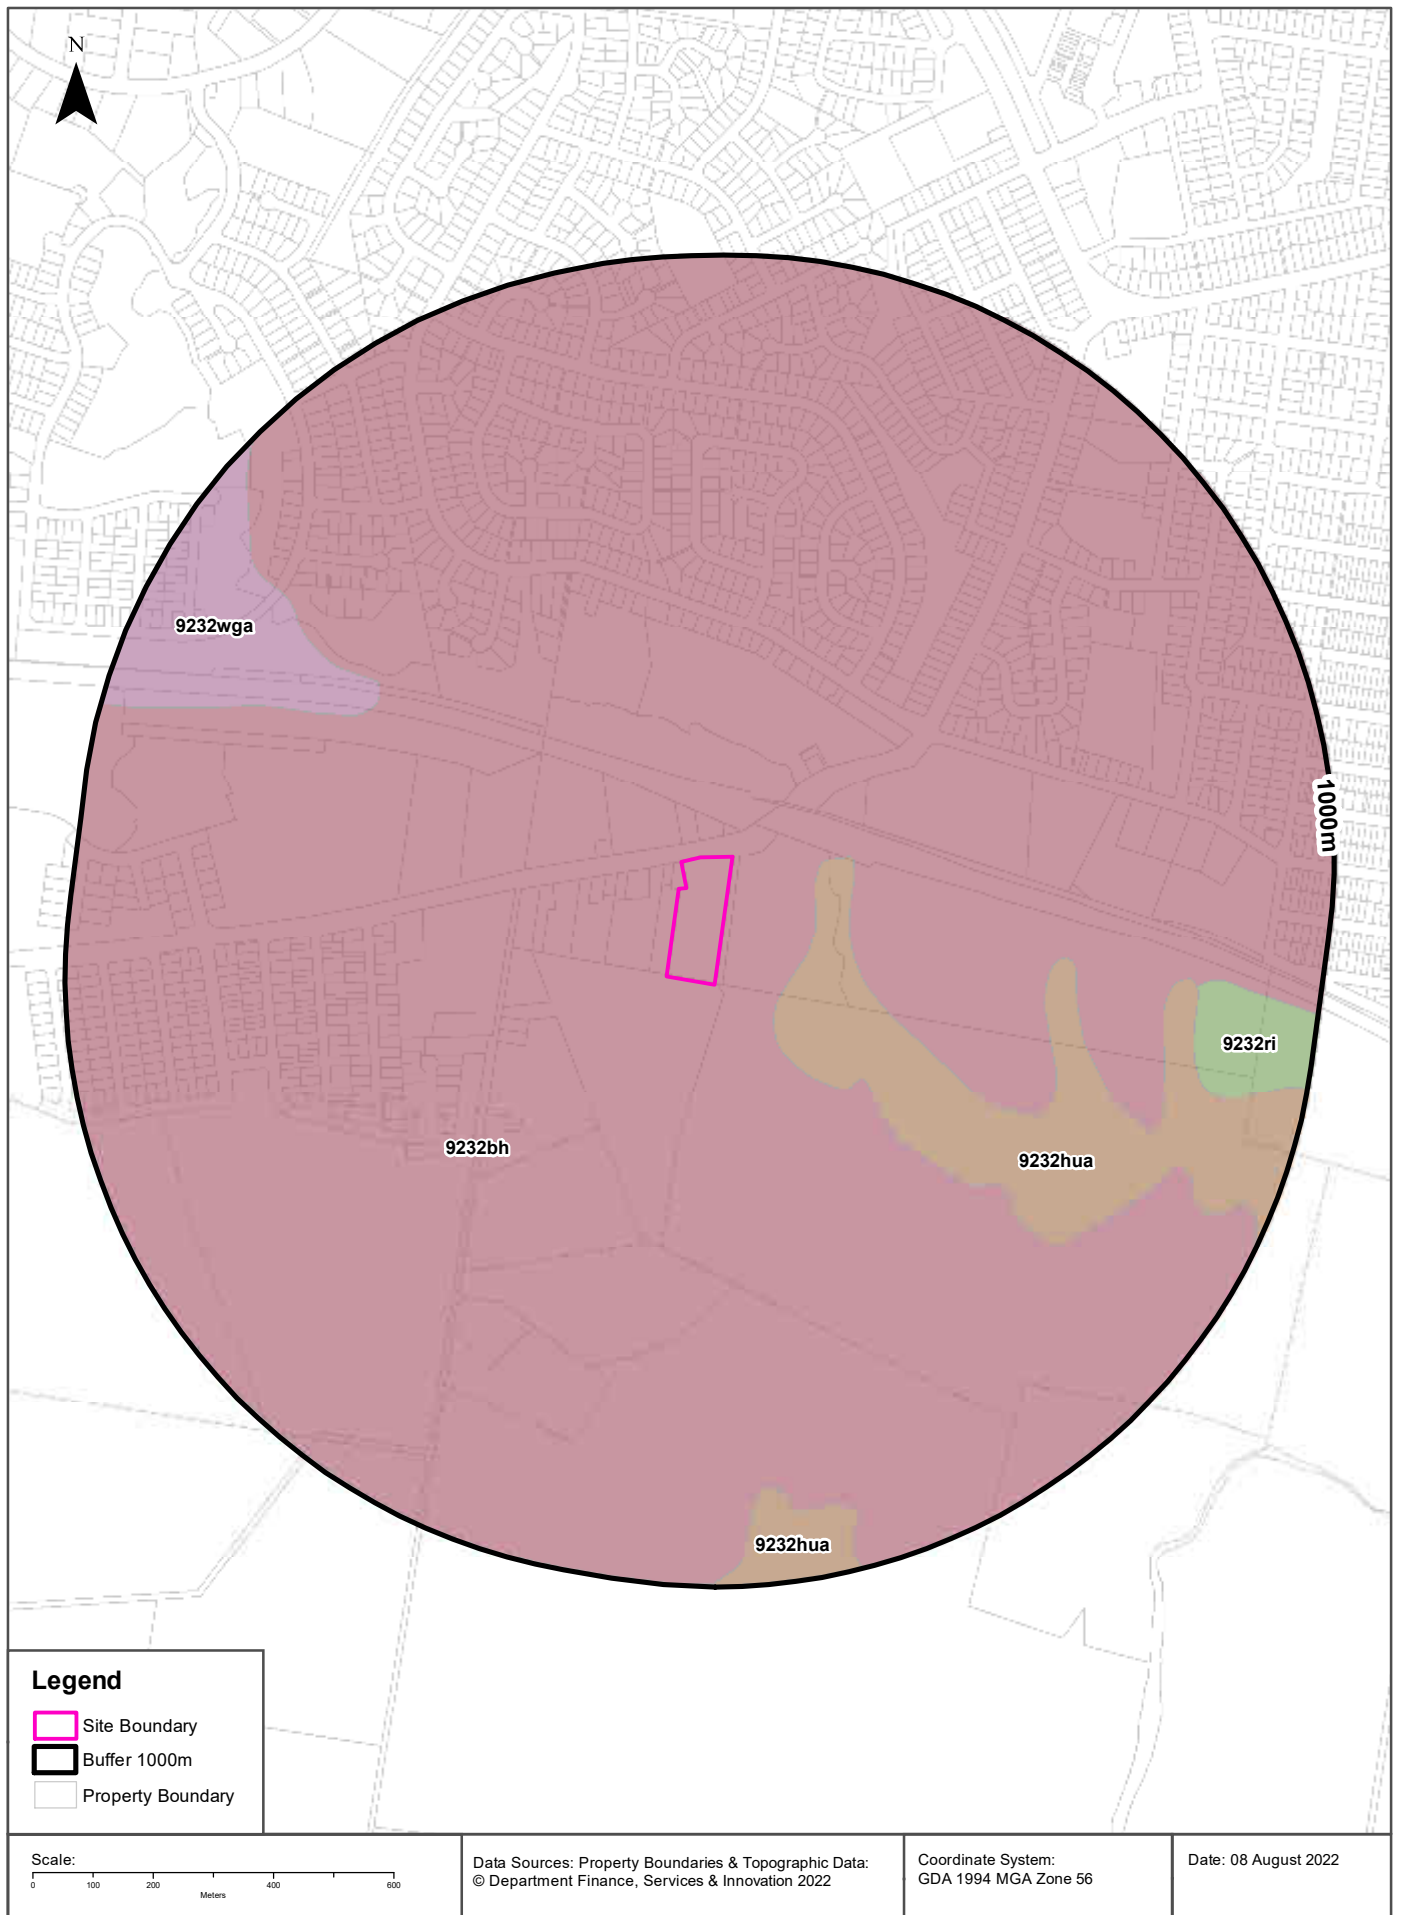 N
9232wga
1000m
9232ri
9232bh
9232hua
9232hua
Legend
Site Boundary
Buffer 1000m
Property Boundary
Scale:
0 100 200 400 600
Meters
Data Sources: Property Boundaries & Topographic Data:
© Department Finance, Services & Innovation 2022
Coordinate System:
GDA 1994 MGA Zone 56
Date: 08 August 2022